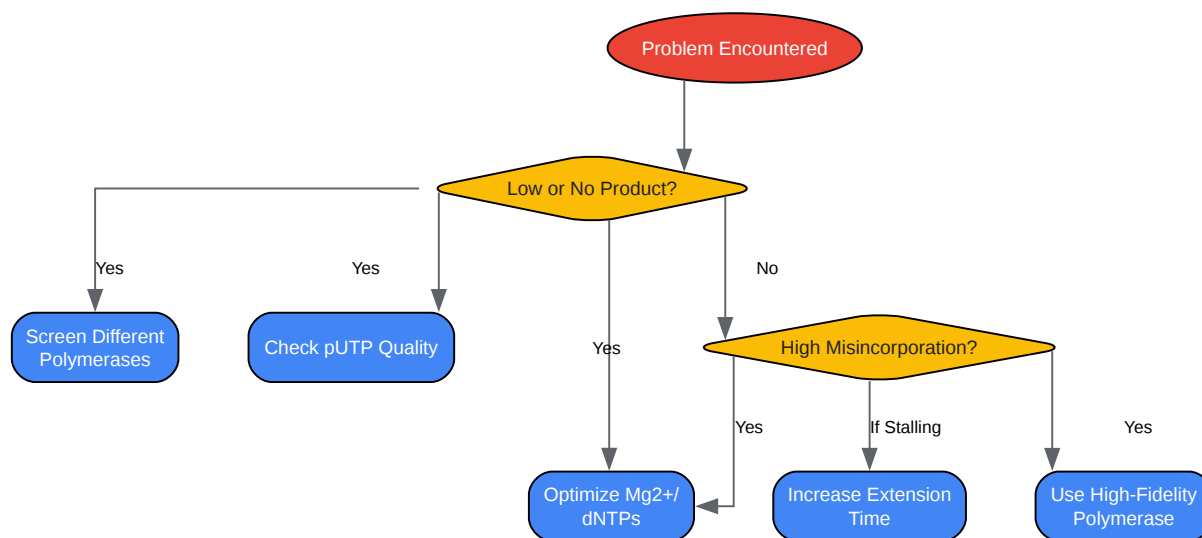 Problem Encountered
Low or No Product?
Yes
Yes
No
Screen Different
Polymerases
Check pUTP Quality
Yes
High Misincorporation?
Yes
If Stalling
Yes
Optimize Mg2+/
dNTPs
Increase Extension
Time
Use High-Fidelity
Polymerase